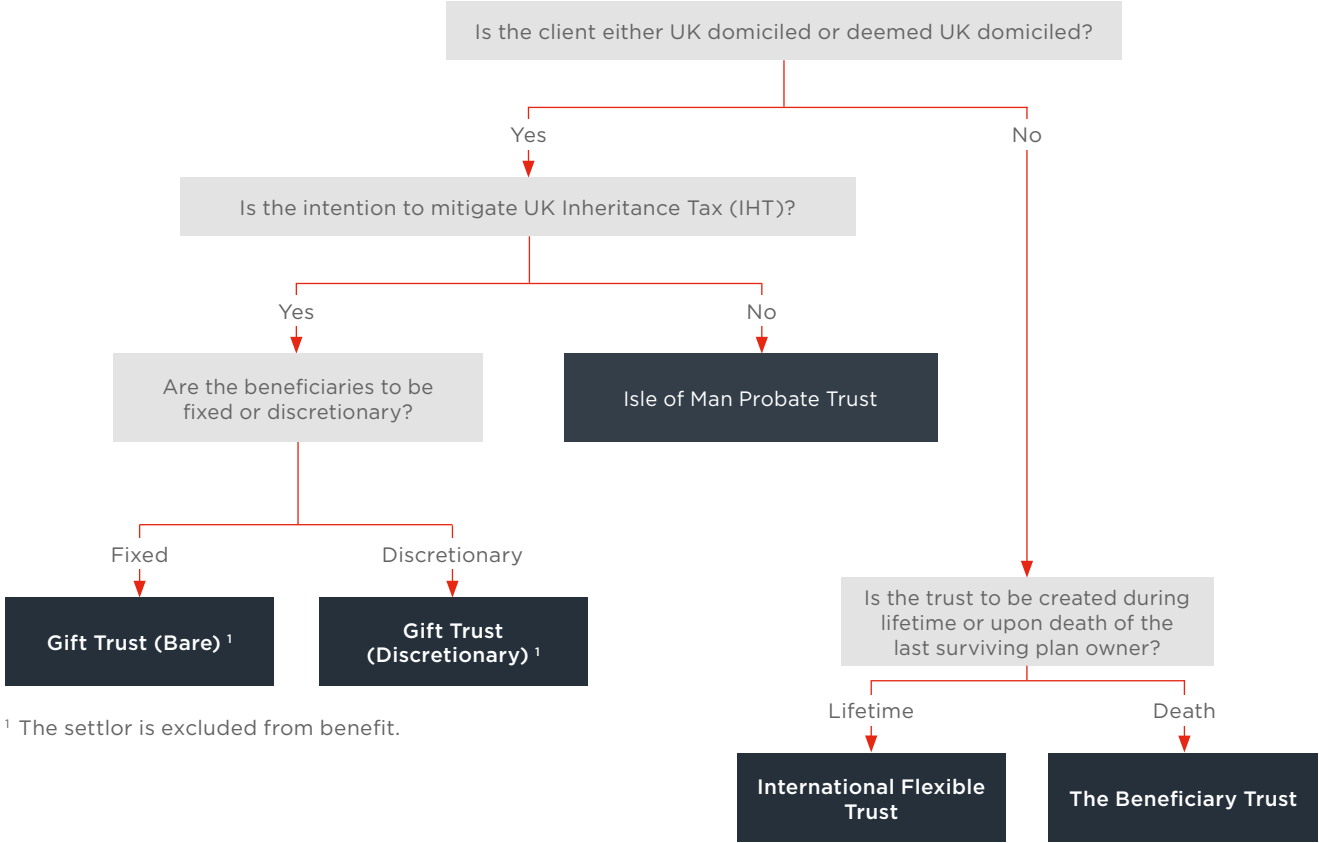 Is the client either UK domiciled or deemed UK domiciled?
Yes
No
Is the intention to mitigate UK Inheritance Tax (IHT)?
Yes
No
Are the beneficiaries to be
fixed or discretionary?
Isle of Man Probate Trust
Fixed
Discretionary
Gift Trust (Bare) ¹
Gift Trust
(Discretionary) ¹
Is the trust to be created during
lifetime or upon death of the
last surviving plan owner?
Lifetime
Death
¹ The settlor is excluded from benefit.
International Flexible
Trust
The Beneficiary Trust